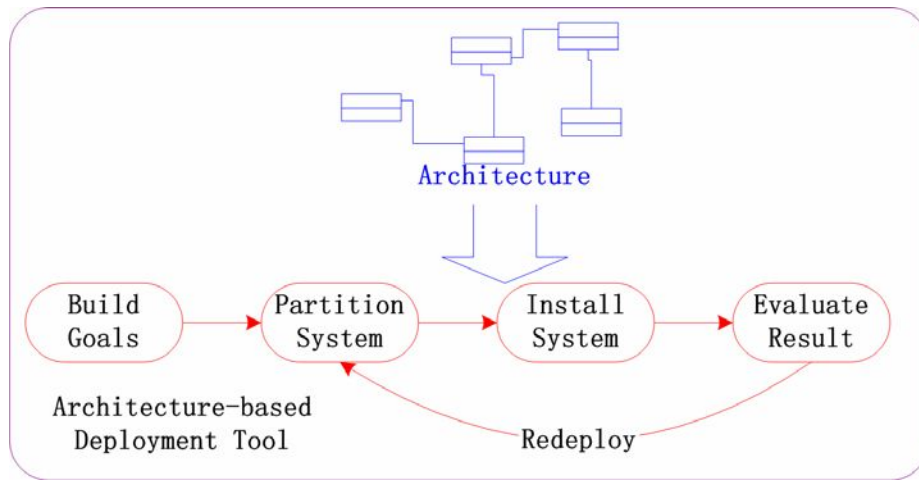 Architecture
Build
Goals
Partition
System
Install
System
Evaluate
Result
Architecture-based
Deployment Tool
Redeploy